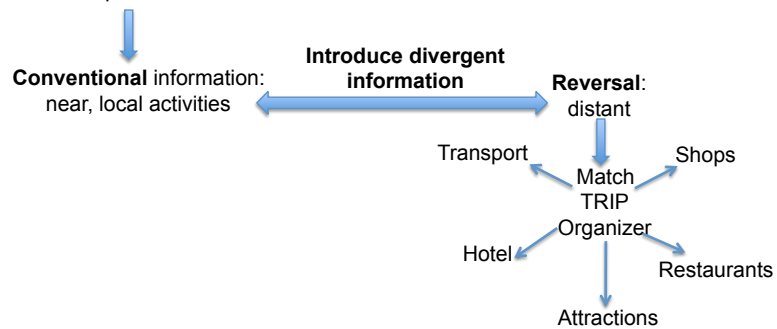 Introduce divergent
information
Conventional information:
near, local activities
Reversal:
distant
Transport
Shops
Match
TRIP
Organizer
Hotel
Restaurants
Attractions